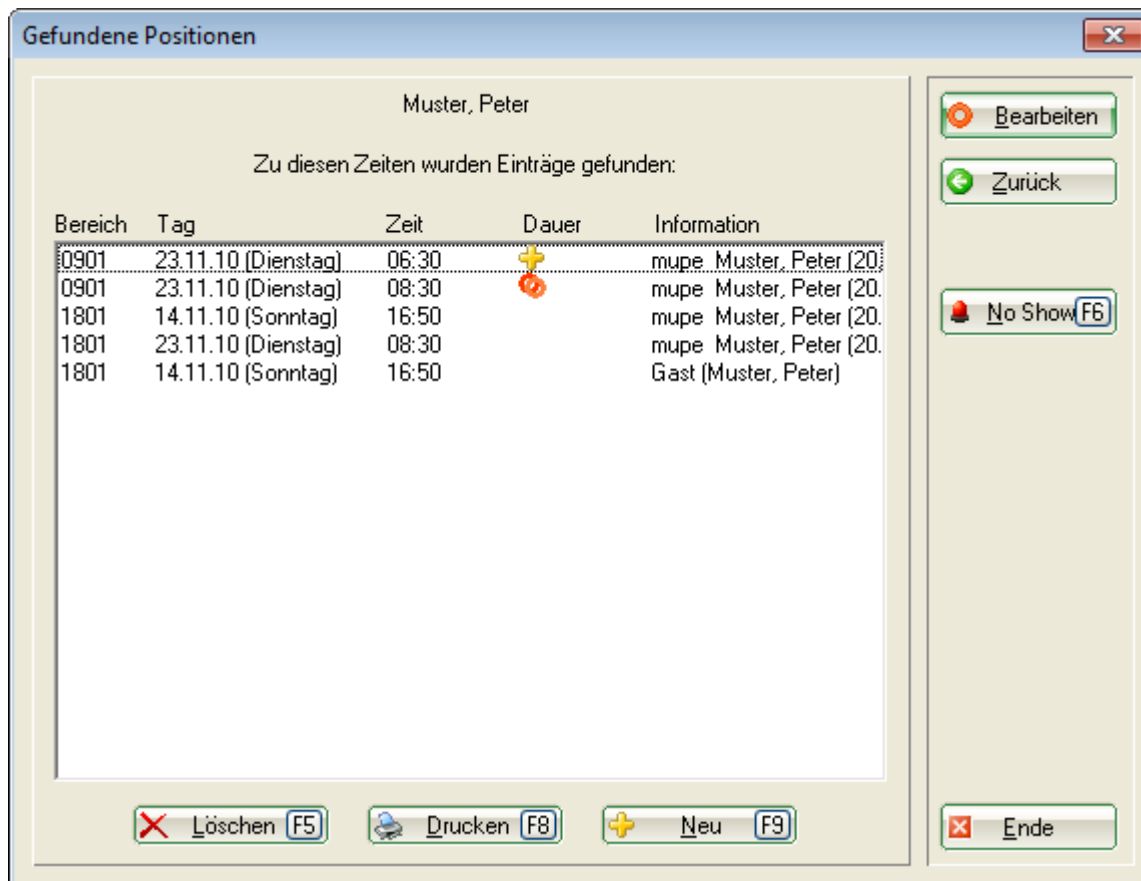 Gefundene Positionen
Muster, Peter
Zu diesen Zeiten wurden Einträge gefunden:
Bereich Tag Zeit Dauer Information
0901 23.11.10 (Dienstag) 06:30 mupe Muster, Peter (20.
0901 23.11.10 (Dienstag) 08:30 mupe Muster, Peter (20.
1801 14.11.10 (Sonntag) 16:50 mupe Muster, Peter (20.
1801 23.11.10 (Dienstag) 08:30 mupe Muster, Peter (20.
1801 14.11.10 (Sonntag) 16:50 Gast (Muster, Peter)
Löschen F5 Drucken F8 Neu F9
Bearbeiten
Zurück
No Show F6
Ende